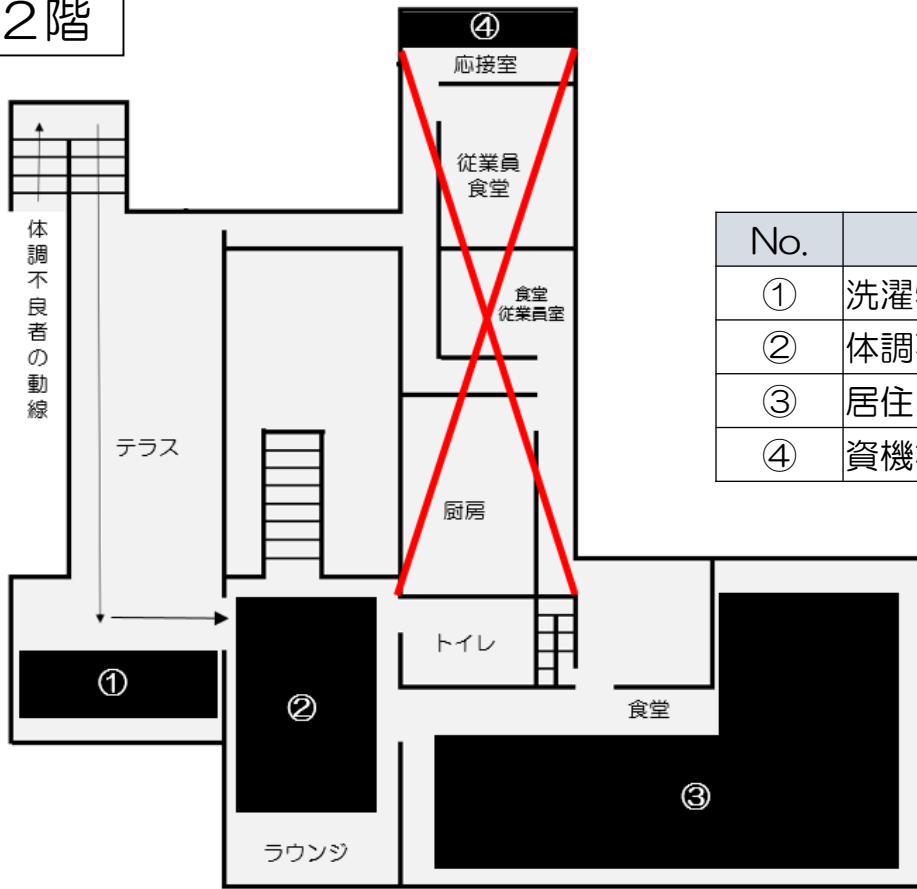 2階
④
応接室
従業員
食堂
食堂
従業員室
体調不良者の動線
テラス
厨房
トイレ
食堂
①
②
③
ラウンジ
No.
① 洗濯
② 体調
③ 居住
④ 資機